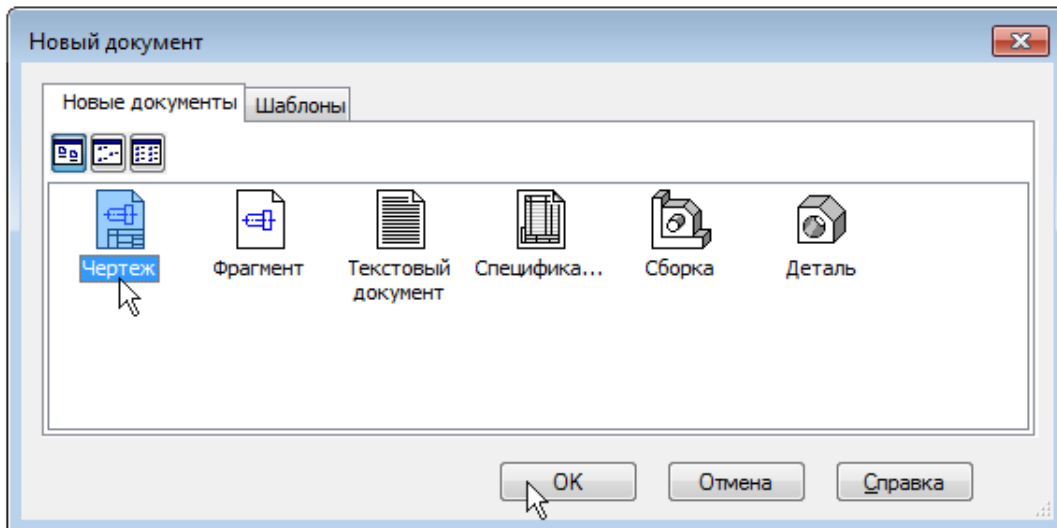 Новый документ
Новые документы Шаблоны
Чертеж Фрагмент Текстовый документ Специфика... Сборка Деталь
OK Отмена Справка